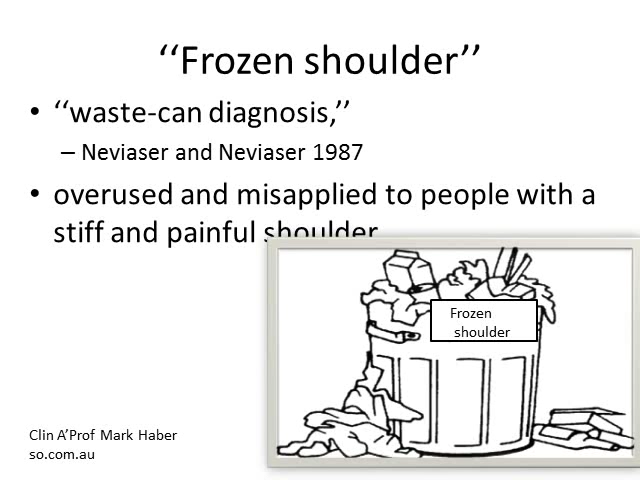 ‘‘Frozen shoulder’’
• ‘‘waste-can diagnosis,’’
– Neviaser and Neviaser 1987
• overused and misapplied to people with a
stiff and painful shoulder
Frozen
shoulder
Clin A’Prof Mark Haber
so.com.au